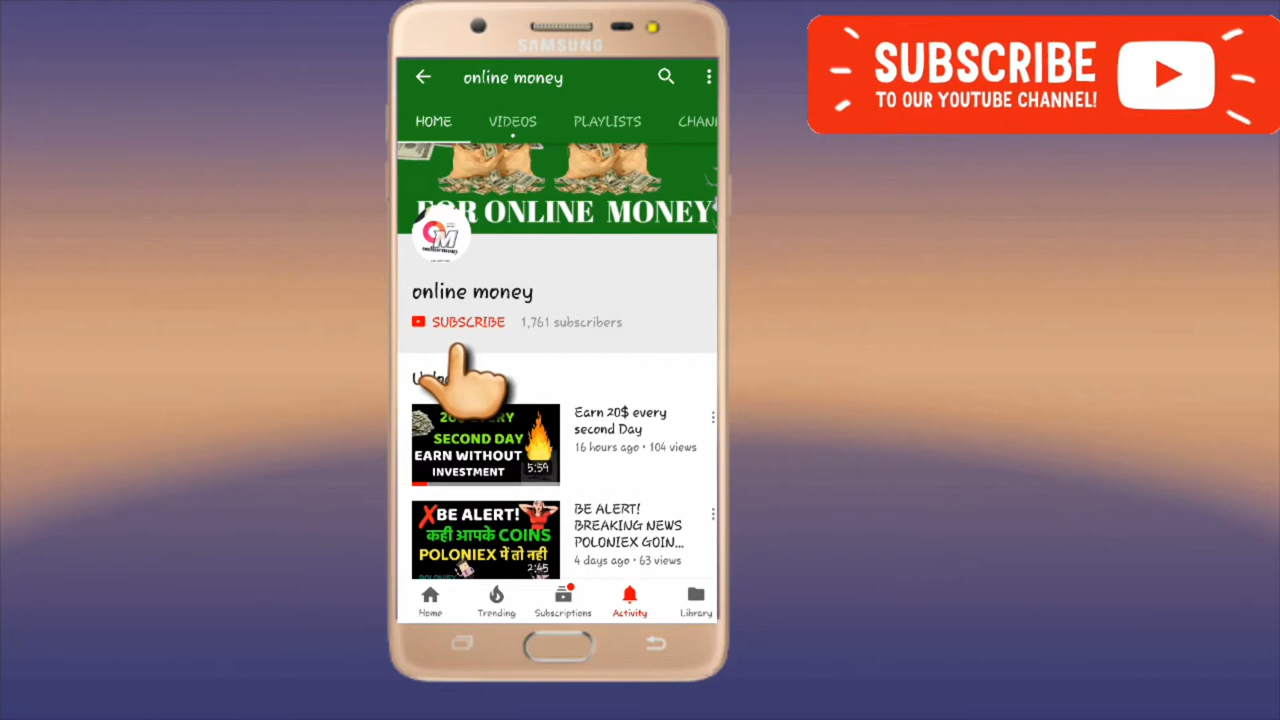 SAMSUNG
SUBSCRIBE
TO OUR YOUTUBE CHANNEL!
online money
HOME VIDEOS PLAYLISTS CHAN
FOR ONLINE MONEY
OM
online money
SUBSCRIBE 1,761 subscribers
EVERY
SECOND DAY
EARN WITHOUT
INVESTMENT
5:59
Earn 20$ every
second Day
16 hours ago • 104 views
BE ALERT!
कही आपके COINS
POLONIEX में तो नही
2:45
BE ALERT!
BREAKING NEWS
POLONIEX GOIN...
4 days ago • 63 views
Home Trending Subscriptions Activity Library